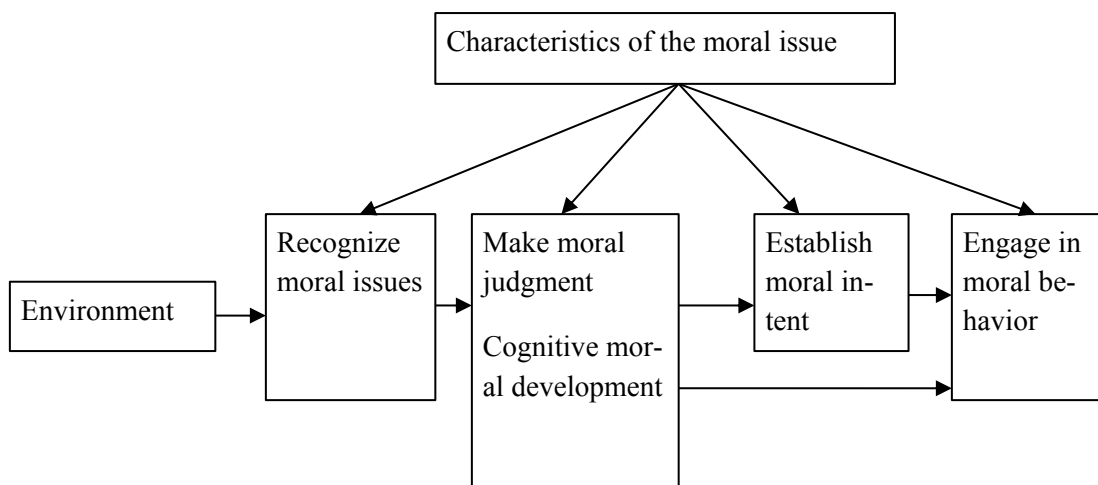 Characteristics of the moral issue
Environment
Recognize
moral issues
Make moral
judgment
Cognitive mor-
al development
Establish
moral in-
tent
Engage in
moral be-
havior